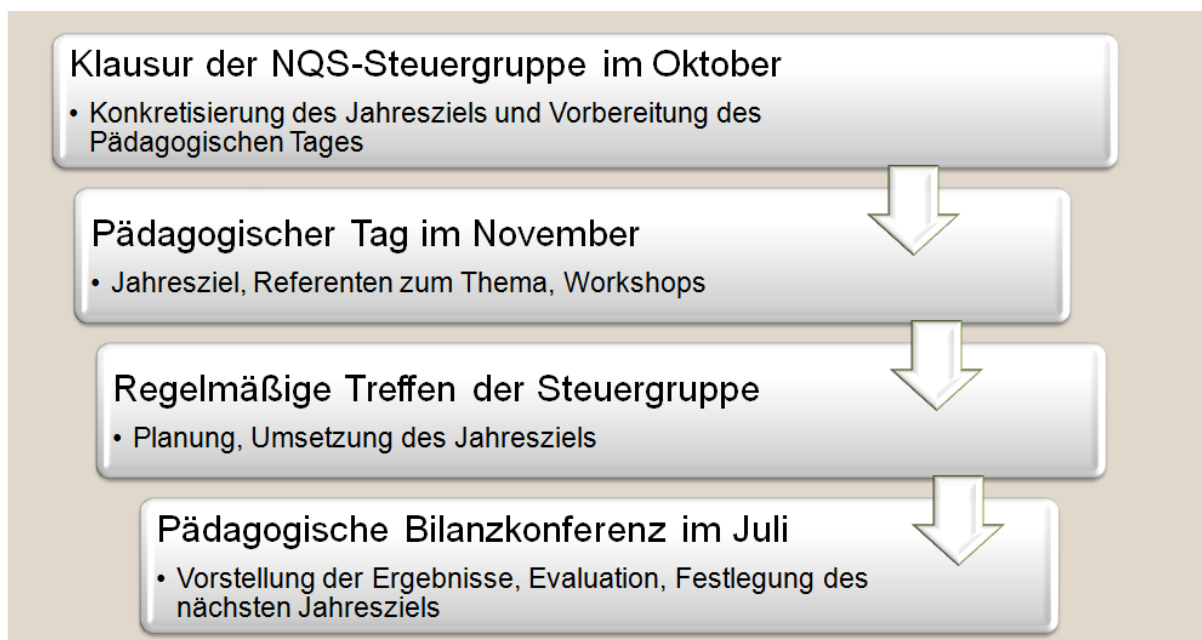 Klausur der NQS-Steuergruppe im Oktober
• Konkretisierung des Jahresziels und Vorbereitung des
Pädagogischen Tages
Pädagogischer Tag im November
• Jahresziel, Referenten zum Thema, Workshops
Regelmäßige Treffen der Steuergruppe
• Planung, Umsetzung des Jahresziels
Pädagogische Bilanzkonferenz im Juli
• Vorstellung der Ergebnisse, Evaluation, Festlegung des
nächsten Jahresziels